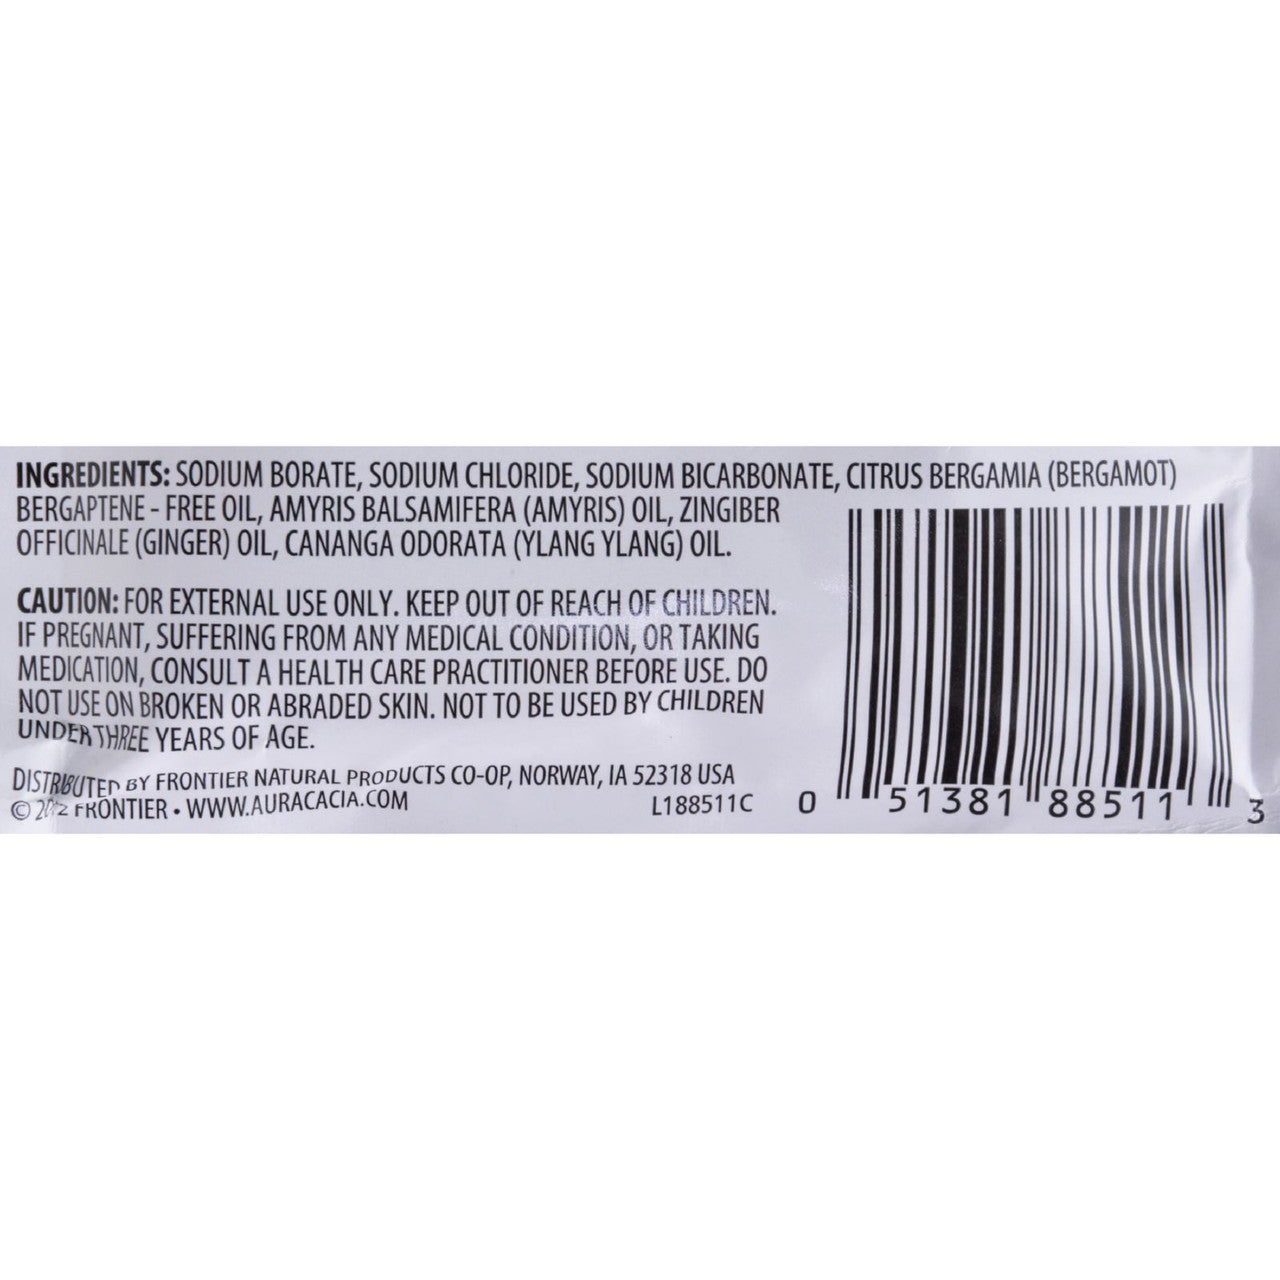 INGREDIENTS: SODIUM BORATE, SODIUM CHLORIDE, SODIUM BICARBONATE, CITRUS BERGAMIA (BERGAMOT)
BERGAPTENE - FREE OIL, AMYRIS BALSAMIFERA (AMYRIS) OIL, ZINGIBER
OFFICINALE (GINGER) OIL, CANANGA ODORATA (YLANG YLANG) OIL.
CAUTION: FOR EXTERNAL USE ONLY. KEEP OUT OF REACH OF CHILDREN.
IF PREGNANT, SUFFERING FROM ANY MEDICAL CONDITION, OR TAKING
MEDICATION, CONSULT A HEALTH CARE PRACTITIONER BEFORE USE. DO
NOT USE ON BROKEN OR ABRADED SKIN. NOT TO BE USED BY CHILDREN
UNDER THREE YEARS OF AGE.
DISTRIBUTED BY FRONTIER NATURAL PRODUCTS CO-OP, NORWAY, IA 52318 USA
© 2012 FRONTIER • WWW.AURACACIA.COM L188511C
0 51381 88511 3